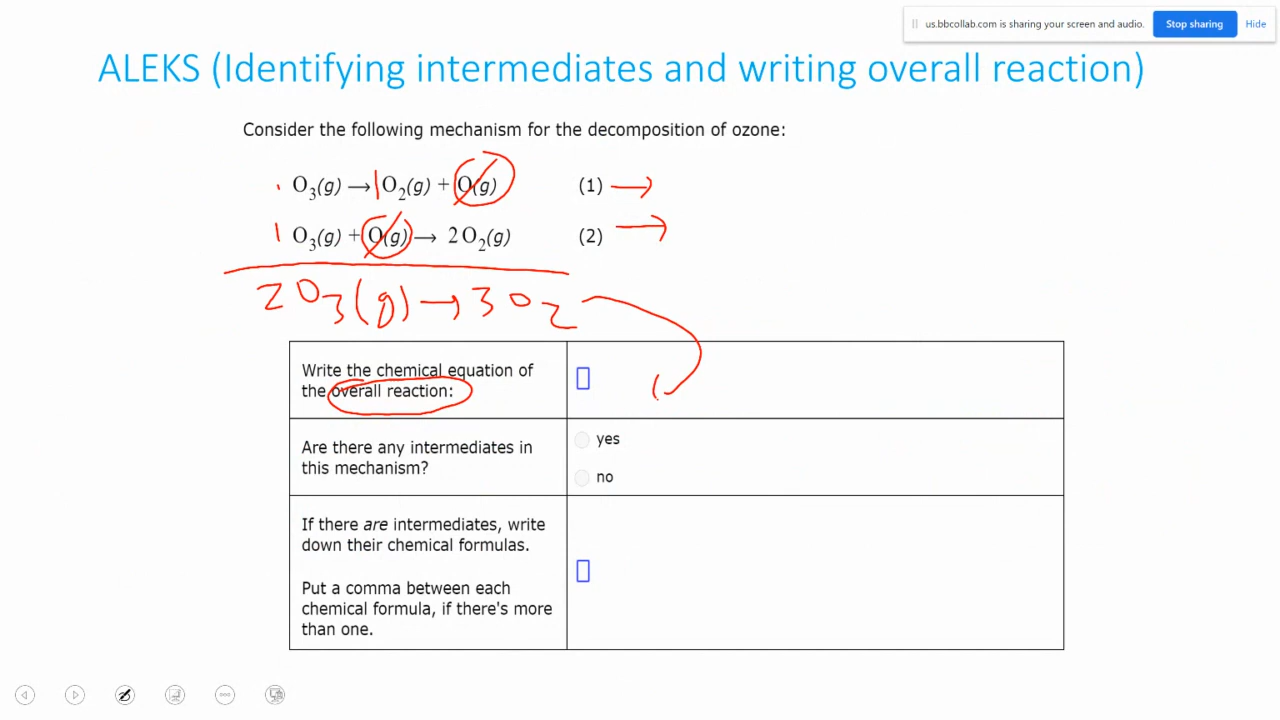 us.bbcollab.com is sharing your screen and audio. Stop sharing Hide
ALEKS (Identifying intermediates and writing overall reaction)
Consider the following mechanism for the decomposition of ozone:
O₃(g) → 1O₂(g) + O(g) (1) →
1 O₃(g) + O(g) → 2O₂(g) (2) →
2O₃(g) → 3O₂
Write the chemical equation of
the overall reaction:
Are there any intermediates in
this mechanism?
yes
no
If there are intermediates, write
down their chemical formulas.
Put a comma between each
chemical formula, if there's more
than one.